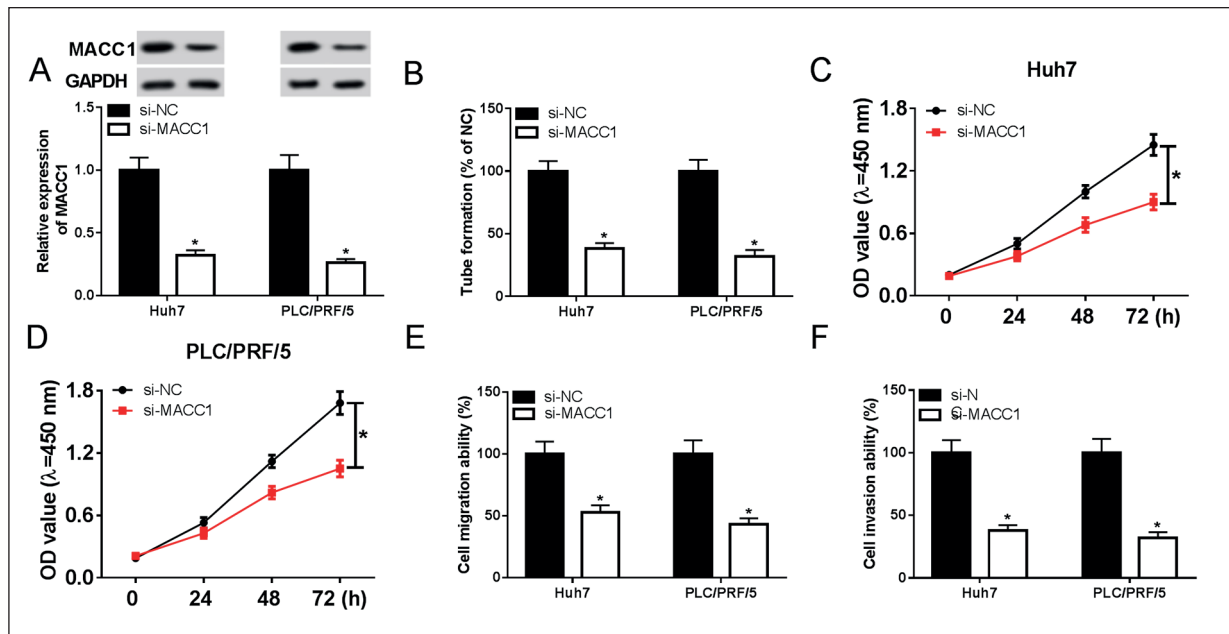 A
MACC1
GAPDH
si-NC
si-MACC1
Relative expression
of MACC1
1.5
1.0
0.5
0.0
Huh7
PLC/PRF/5
B
si-NC
si-MACC1
Tube formation (% of NC)
150
100
50
0
Huh7
PLC/PRF/5
C
Huh7
si-NC
si-MACC1
OD value (λ=450 nm)
1.8
1.2
0.6
0.0
0 24 48 72 (h)
*
D
PLC/PRF/5
si-NC
si-MACC1
OD value (λ=450 nm)
1.8
1.2
0.6
0.0
0 24 48 72 (h)
*
E
si-NC
si-MACC1
Cell migration ability (%)
150
100
50
0
* *
Huh7
PLC/PRF/5
F
si-N
C
si-MACC1
Cell invasion ability (%)
150
100
50
0
* *
Huh7
PLC/PRF/5